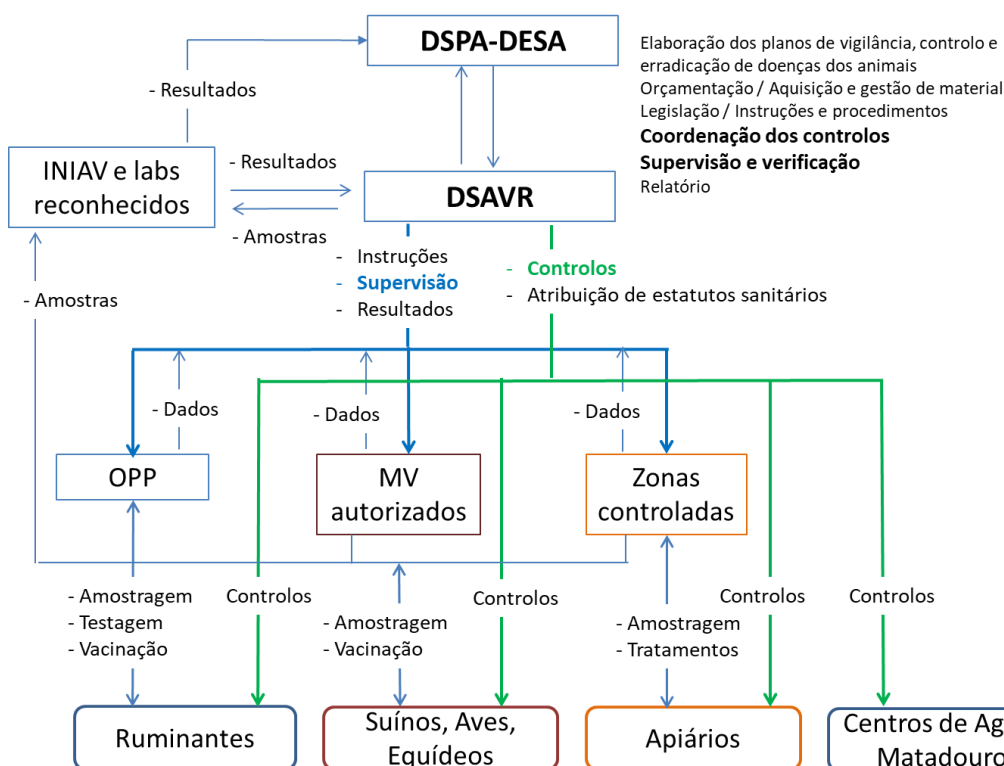 DSPA-DESA
Elaboração dos planos de vigilância, controlo e
erradicação de doenças dos animais
Orçamentação / Aquisição e gestão de material
Legislação / Instruções e procedimentos
Coordenação dos controlos
Supervisão e verificação
Relatório
- Resultados
INIAV e labs
reconhecidos
- Resultados
DSAVR
- Amostras
- Instruções
- Supervisão
- Resultados
- Controlos
- Atribuição de estatutos sanitários
- Amostras
- Dados
- Dados
- Dados
OPP
MV
autorizados
Zonas
controladas
- Amostragem
- Testagem
- Vacinação
Controlos
- Amostragem
- Vacinação
Controlos
- Amostragem
- Tratamentos
Controlos
Controlos
Ruminantes
Suínos, Aves,
Equídeos
Apiários
Centros de
Matadouro